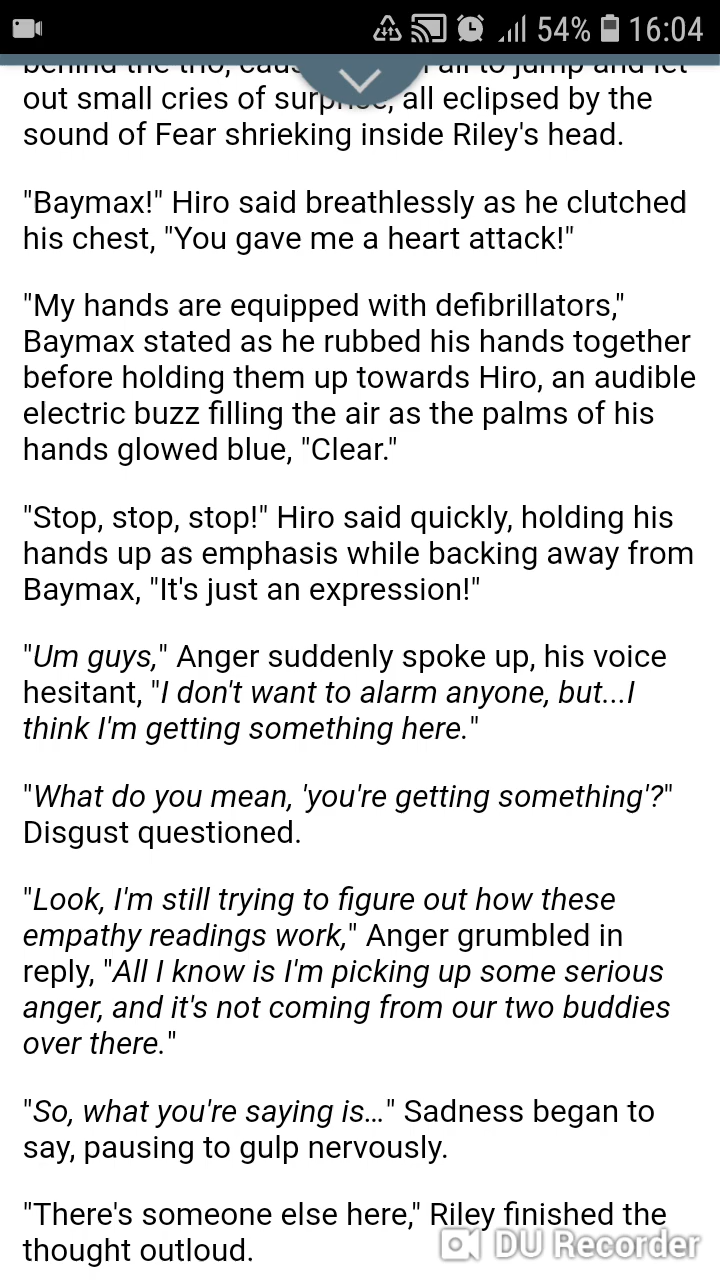 54% 16:04
out small cries of surprise, all eclipsed by the
sound of Fear shrieking inside Riley's head.
"Baymax!" Hiro said breathlessly as he clutched
his chest, "You gave me a heart attack!"
"My hands are equipped with defibrillators,"
Baymax stated as he rubbed his hands together
before holding them up towards Hiro, an audible
electric buzz filling the air as the palms of his
hands glowed blue, "Clear."
"Stop, stop, stop!" Hiro said quickly, holding his
hands up as emphasis while backing away from
Baymax, "It's just an expression!"
"Um guys," Anger suddenly spoke up, his voice
hesitant, "I don't want to alarm anyone, but...I
think I'm getting something here."
"What do you mean, 'you're getting something'?"
Disgust questioned.
"Look, I'm still trying to figure out how these
empathy readings work," Anger grumbled in
reply, "All I know is I'm picking up some serious
anger, and it's not coming from our two buddies
over there."
"So, what you're saying is…" Sadness began to
say, pausing to gulp nervously.
"There's someone else here," Riley finished the
thought outloud.
DU Recorder